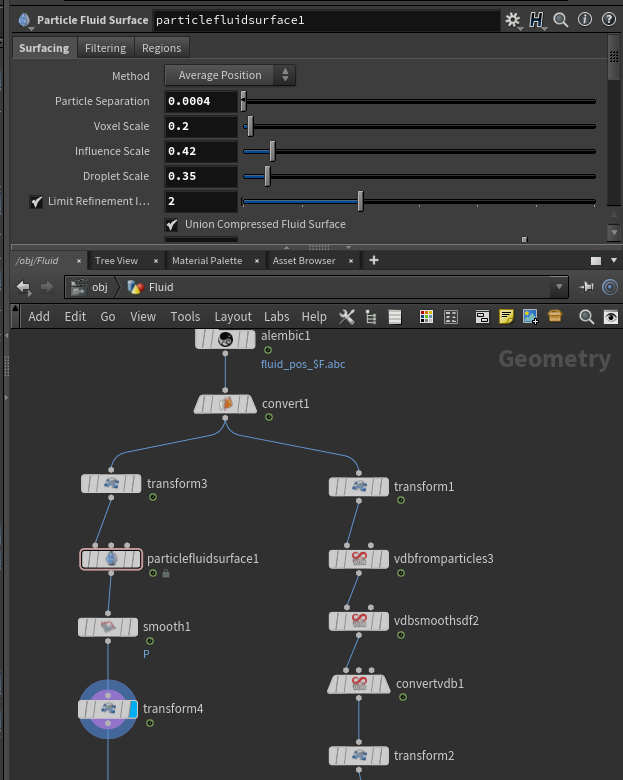 Particle Fluid Surface particlefluidsurface1
Surfacing Filtering Regions
Method Average Position
Particle Separation 0.0004
Voxel Scale 0.2
Influence Scale 0.42
Droplet Scale 0.35
Limit Refinement I... 2
Union Compressed Fluid Surface
/obj/Fluid × Tree View × Material Palette × Asset Browser × +
obj Fluid
Add Edit Go View Tools Layout Labs Help
Geometry
alembic1
fluid_pos_$F.abc
convert1
transform3
transform1
particlefluidsurface1
vdbfromparticles3
smooth1
P
vdbsmoothsdf2
convertvdb1
transform4
transform2